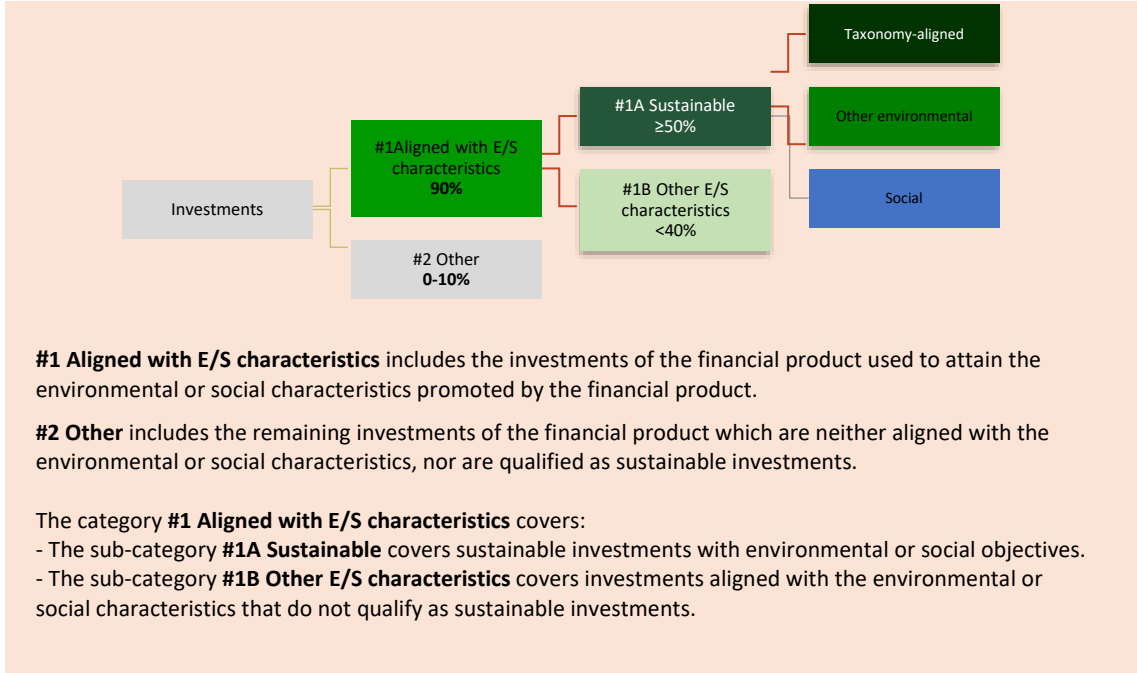 Taxonomy-aligned
#1A Sustainable
≥50%
Other environmental
#1Aligned with E/S
characteristics
90%
#1B Other E/S
characteristics
<40%
Investments
Social
#2 Other
0-10%
#1 Aligned with E/S characteristics includes the investments of the financial product used to attain the
environmental or social characteristics promoted by the financial product.
#2 Other includes the remaining investments of the financial product which are neither aligned with the
environmental or social characteristics, nor are qualified as sustainable investments.
The category #1 Aligned with E/S characteristics covers:
- The sub-category #1A Sustainable covers sustainable investments with environmental or social objectives.
- The sub-category #1B Other E/S characteristics covers investments aligned with the environmental or
social characteristics that do not qualify as sustainable investments.